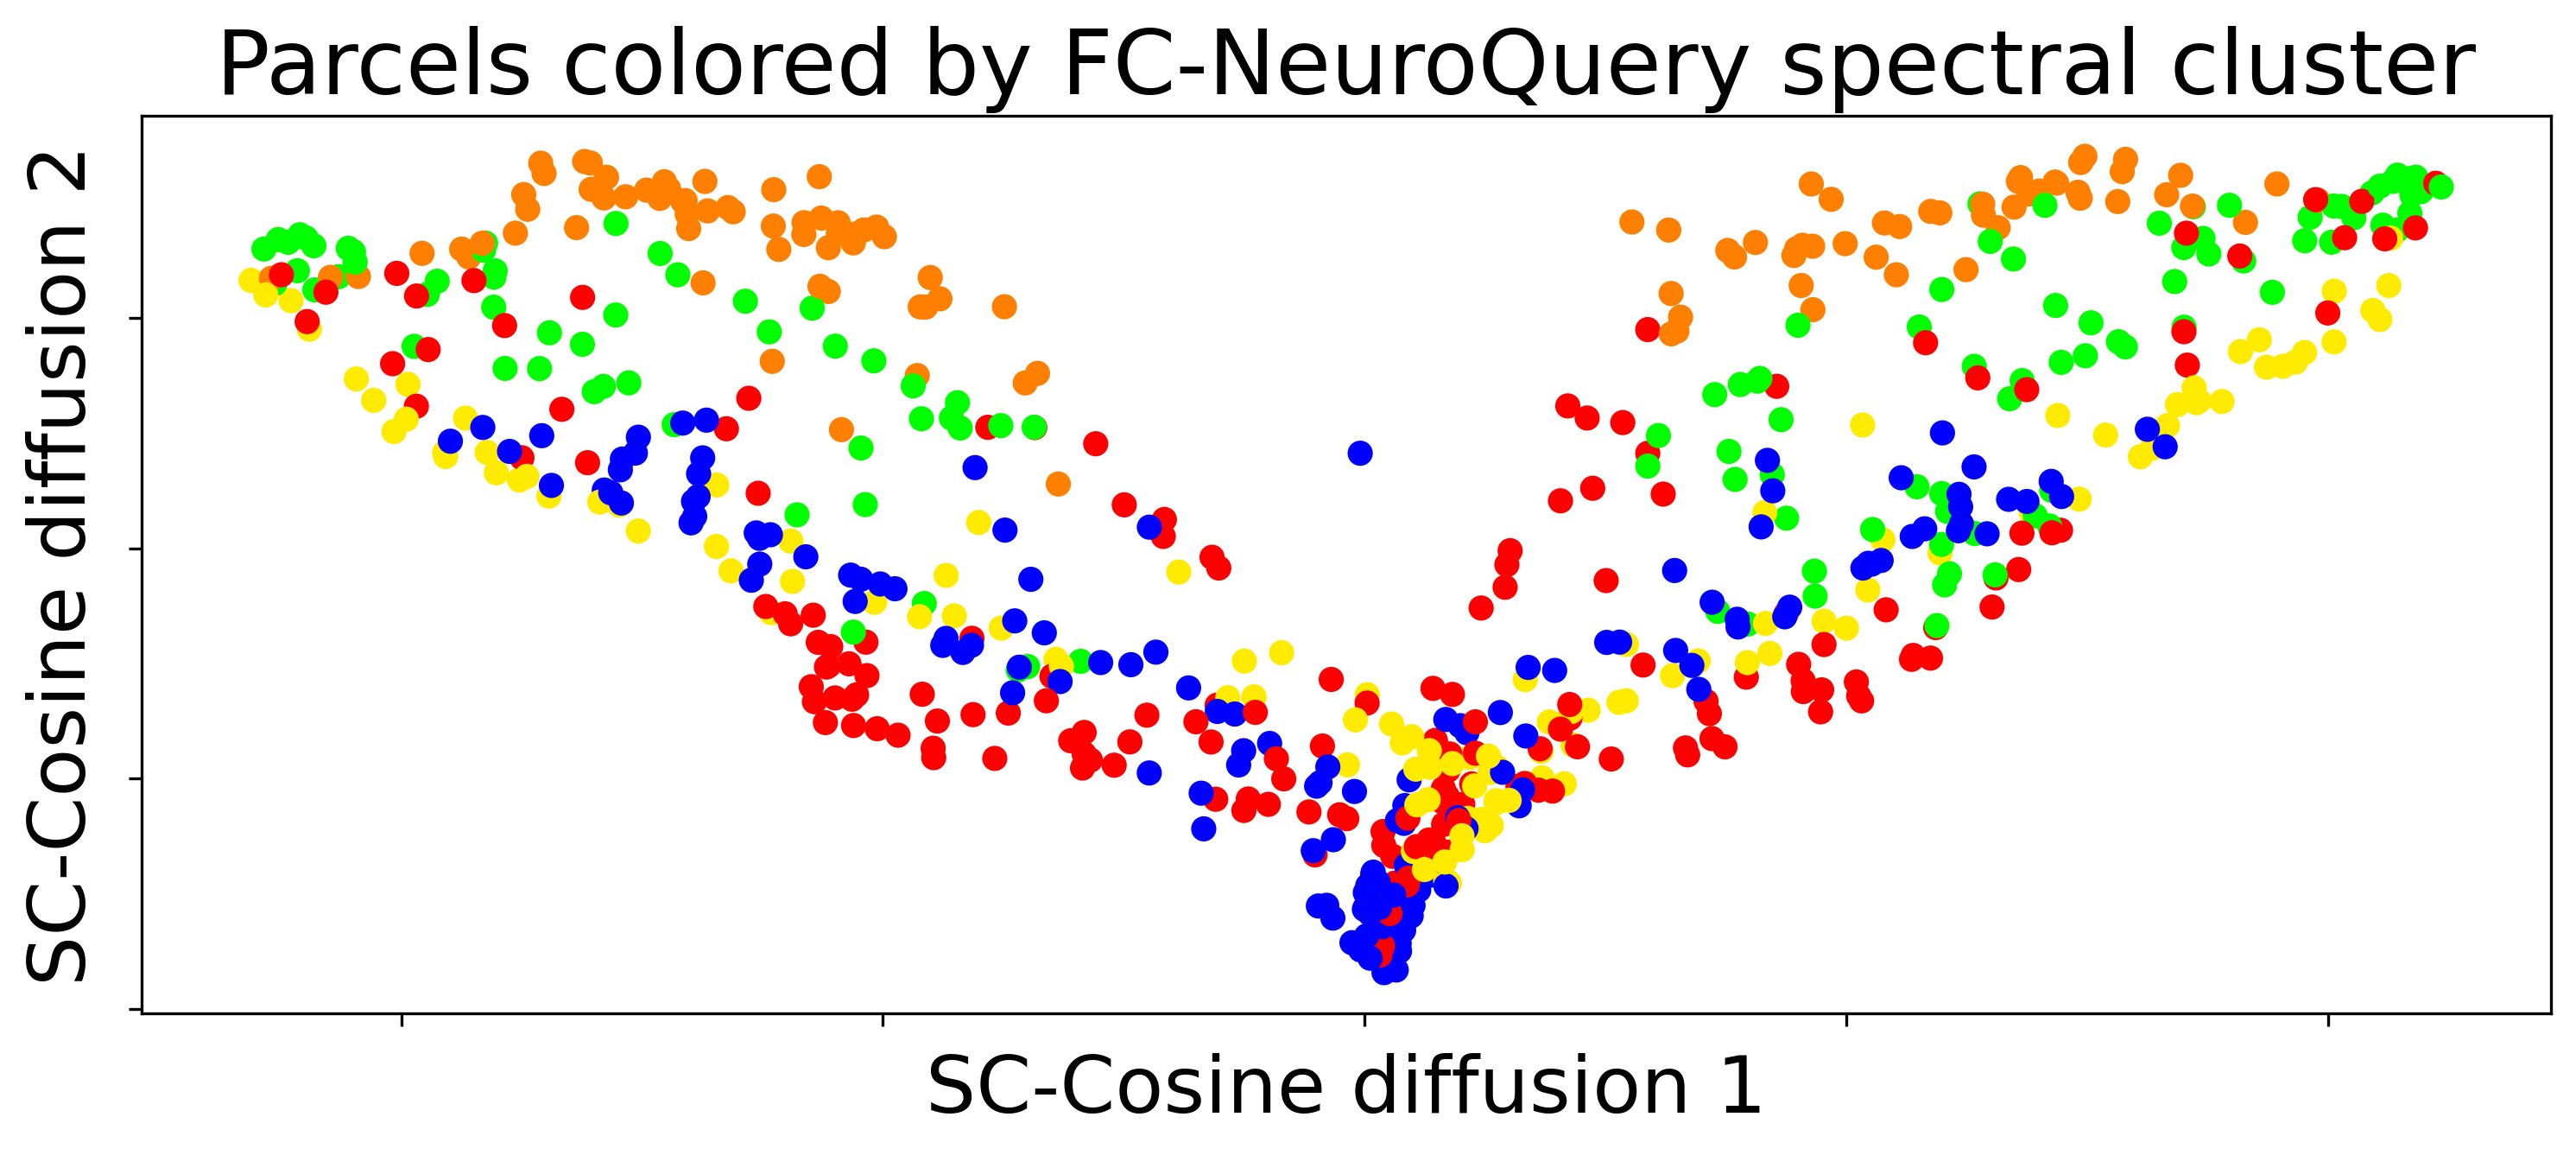 Parcels colored by FC-NeuroQuery spectral cluster
SC-Cosine diffusion 2
SC-Cosine diffusion 1